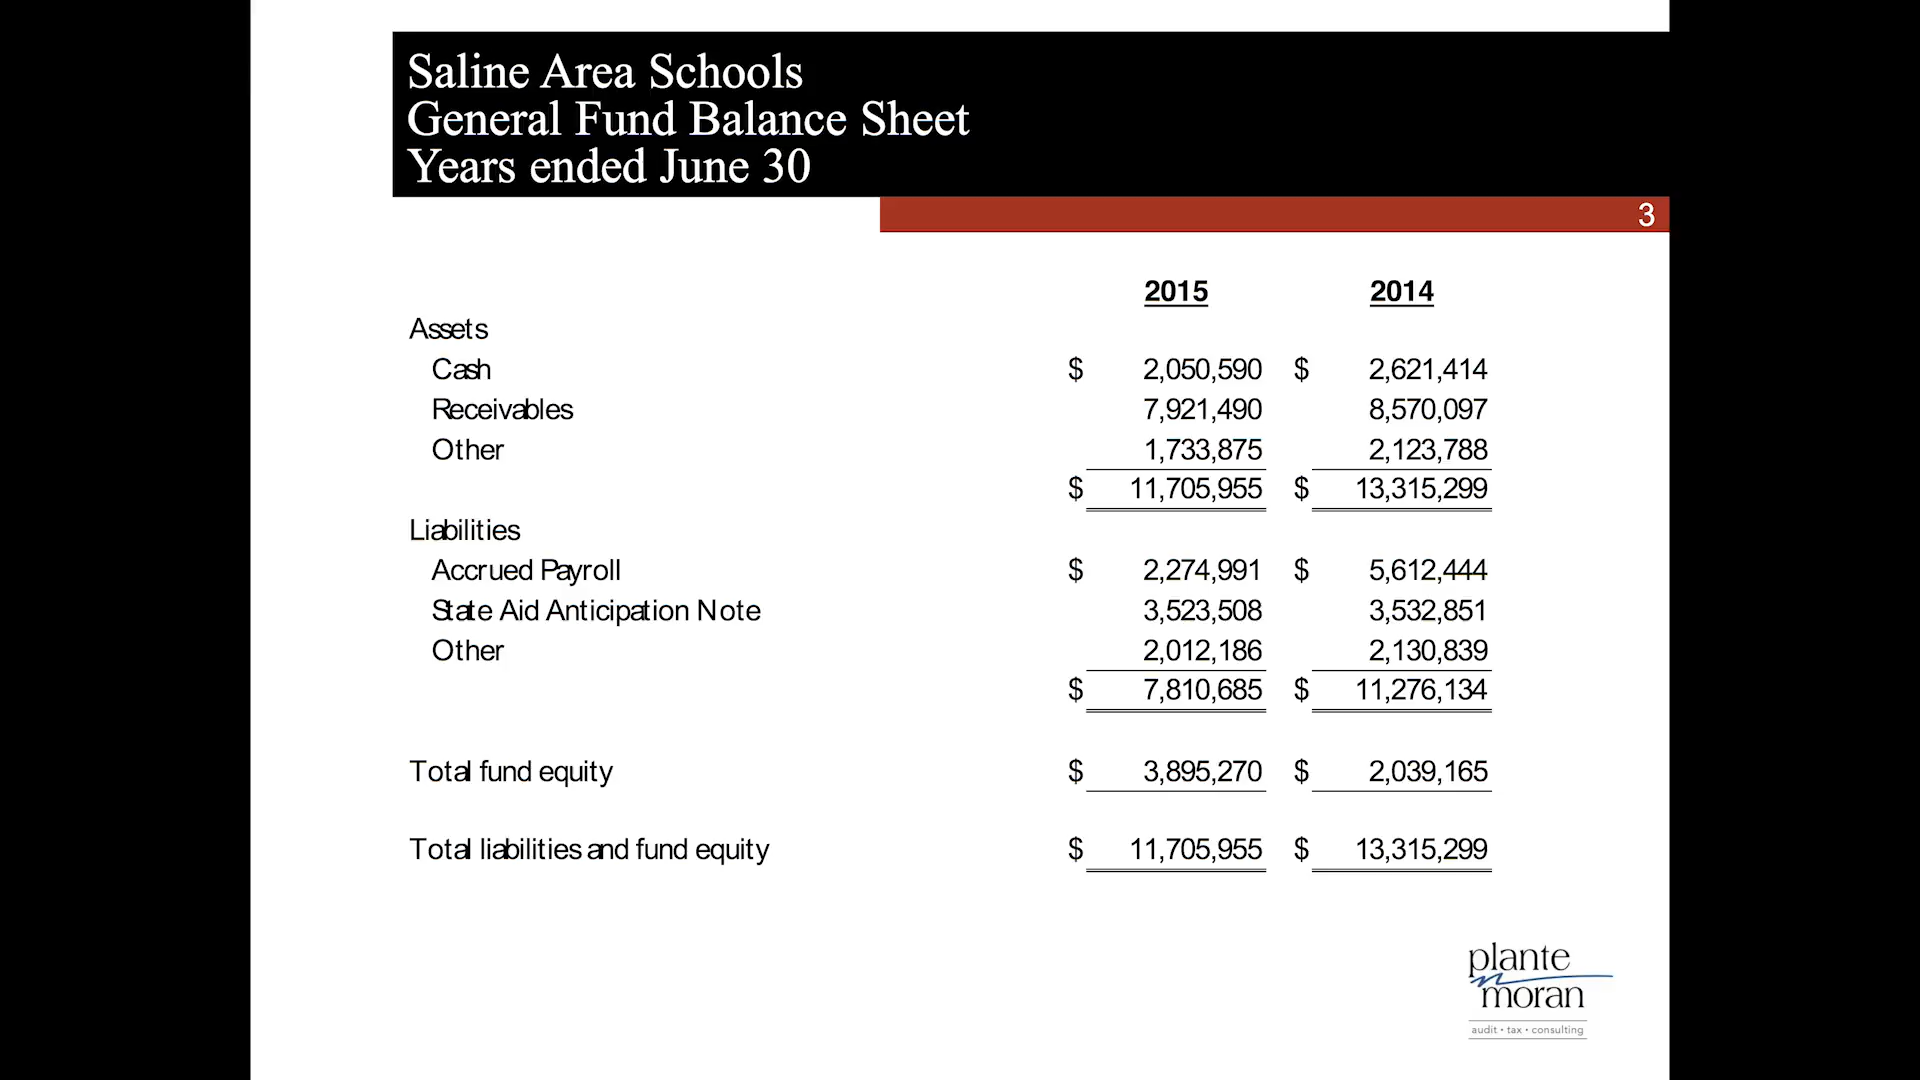 Saline Area Schools
General Fund Balance Sheet
Years ended June 30
3
2015 2014
Assets
Cash $ 2,050,590 $ 2,621,414
Receivables 7,921,490 8,570,097
Other 1,733,875 2,123,788
$ 11,705,955 $ 13,315,299
Liabilities
Accrued Payroll $ 2,274,991 $ 5,612,444
State Aid Anticipation Note 3,523,508 3,532,851
Other 2,012,186 2,130,839
$ 7,810,685 $ 11,276,134
Total fund equity $ 3,895,270 $ 2,039,165
Total liabilities and fund equity $ 11,705,955 $ 13,315,299
plante
moran
audit • tax • consulting